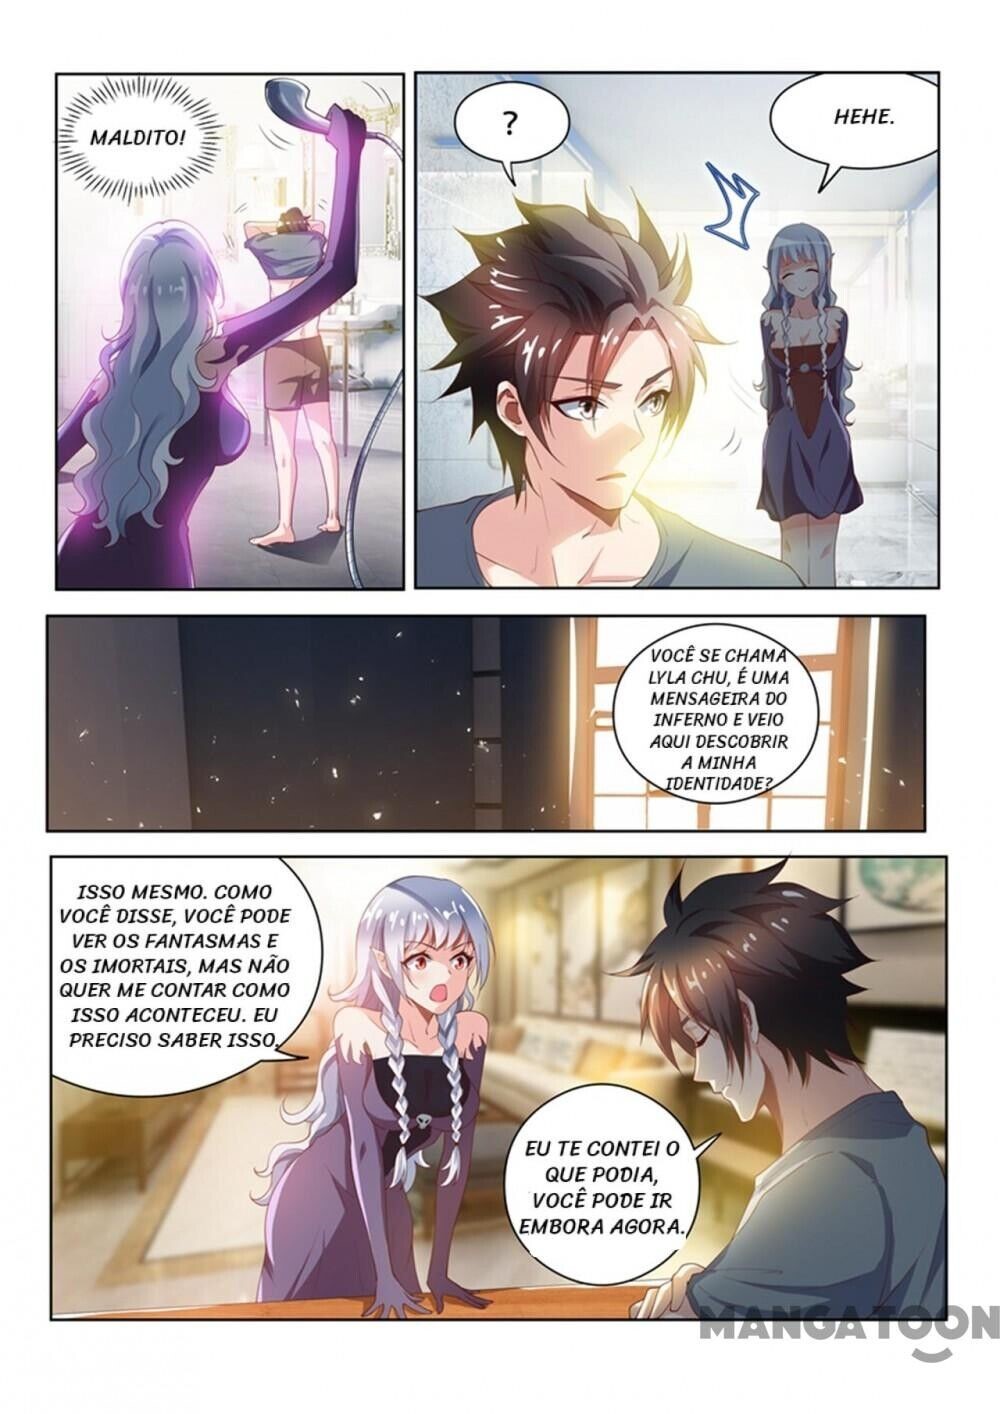 MALDITO!
?
HEHE.
VOCÊ SE CHAMA
LYLA CHU, É UMA
MENSAGEIRA DO
INFERNO E VEIO
AQUI DESCOBRIR
A MINHA
IDENTIDADE?
ISSO MESMO. COMO
VOCÊ DISSE, VOCÊ PODE
VER OS FANTASMAS E
OS IMORTAIS, MAS NÃO
QUER ME CONTAR COMO
ISSO ACONTECEU. EU
PRECISO SABER ISSO.
EU TE CONTEI O
QUE PODIA,
VOCÊ PODE IR
EMBORA AGORA.
MANGATOON